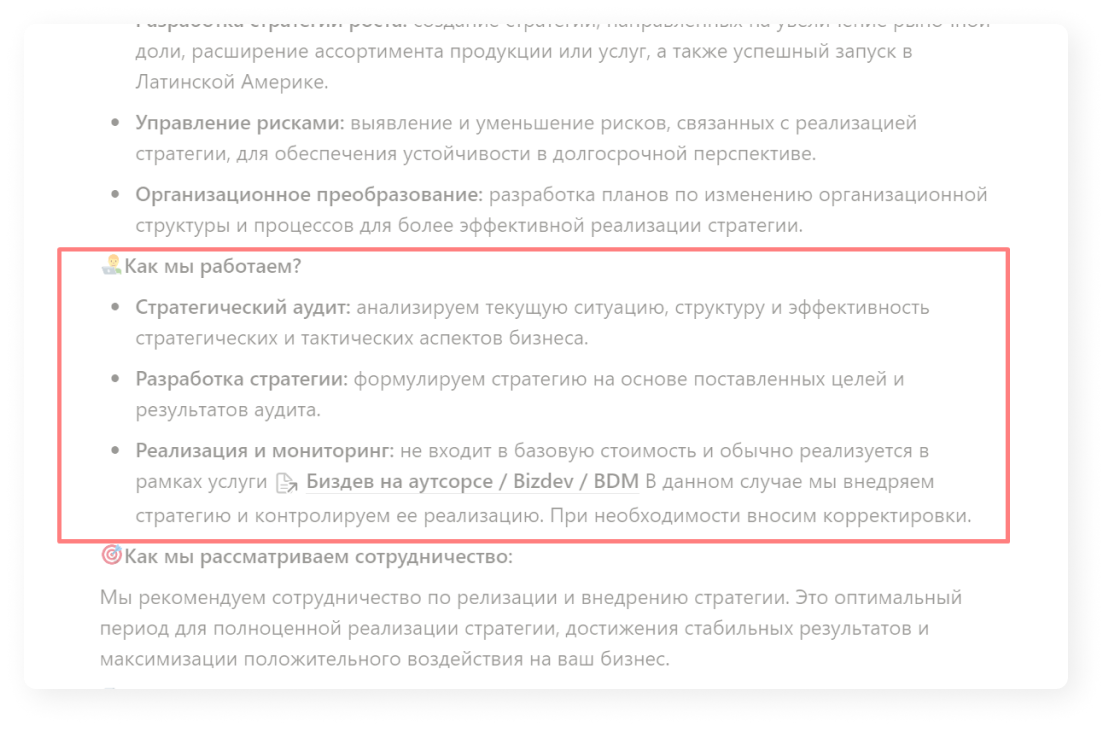 Разработка стратегии роста: создание стратегий, направленных на увеличение рыночной
доли, расширение ассортимента продукции или услуг, а также успешный запуск в
Латинской Америке.
Управление рисками: выявление и уменьшение рисков, связанных с реализацией
стратегии, для обеспечения устойчивости в долгосрочной перспективе.
Организационное преобразование: разработка планов по изменению организационной
структуры и процессов для более эффективной реализации стратегии.
Как мы работаем?
Стратегический аудит: анализируем текущую ситуацию, структуру и эффективность
стратегических и тактических аспектов бизнеса.
Разработка стратегии: формулируем стратегию на основе поставленных целей и
результатов аудита.
Реализация и мониторинг: не входит в базовую стоимость и обычно реализуется в
рамках услуги Биздев на аутсорсе / Bizdev / BDM В данном случае мы внедряем
стратегию и контролируем ее реализацию. При необходимости вносим корректировки.
Как мы рассматриваем сотрудничество:
Мы рекомендуем сотрудничество по релизации и внедрению стратегии. Это оптимальный
период для полноценной реализации стратегии, достижения стабильных результатов и
максимизации положительного воздействия на ваш бизнес.